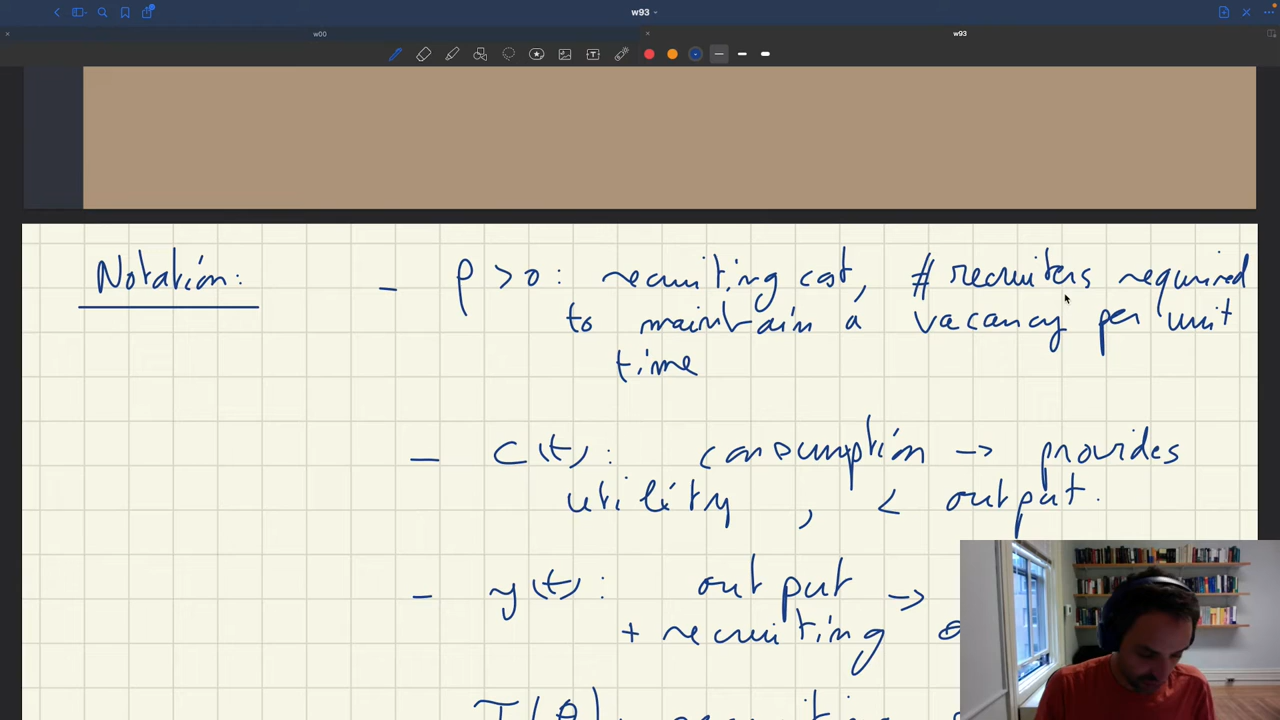 w93
w00
w93
Notation:
- ρ >0 : recruiting cost, # recruiters required
to maintain a vacancy per unit
time
- c(t) : consumption -> provides
utility , < output.
- y(t) : output ->
+ recruiting
τ(θ) : recruiting